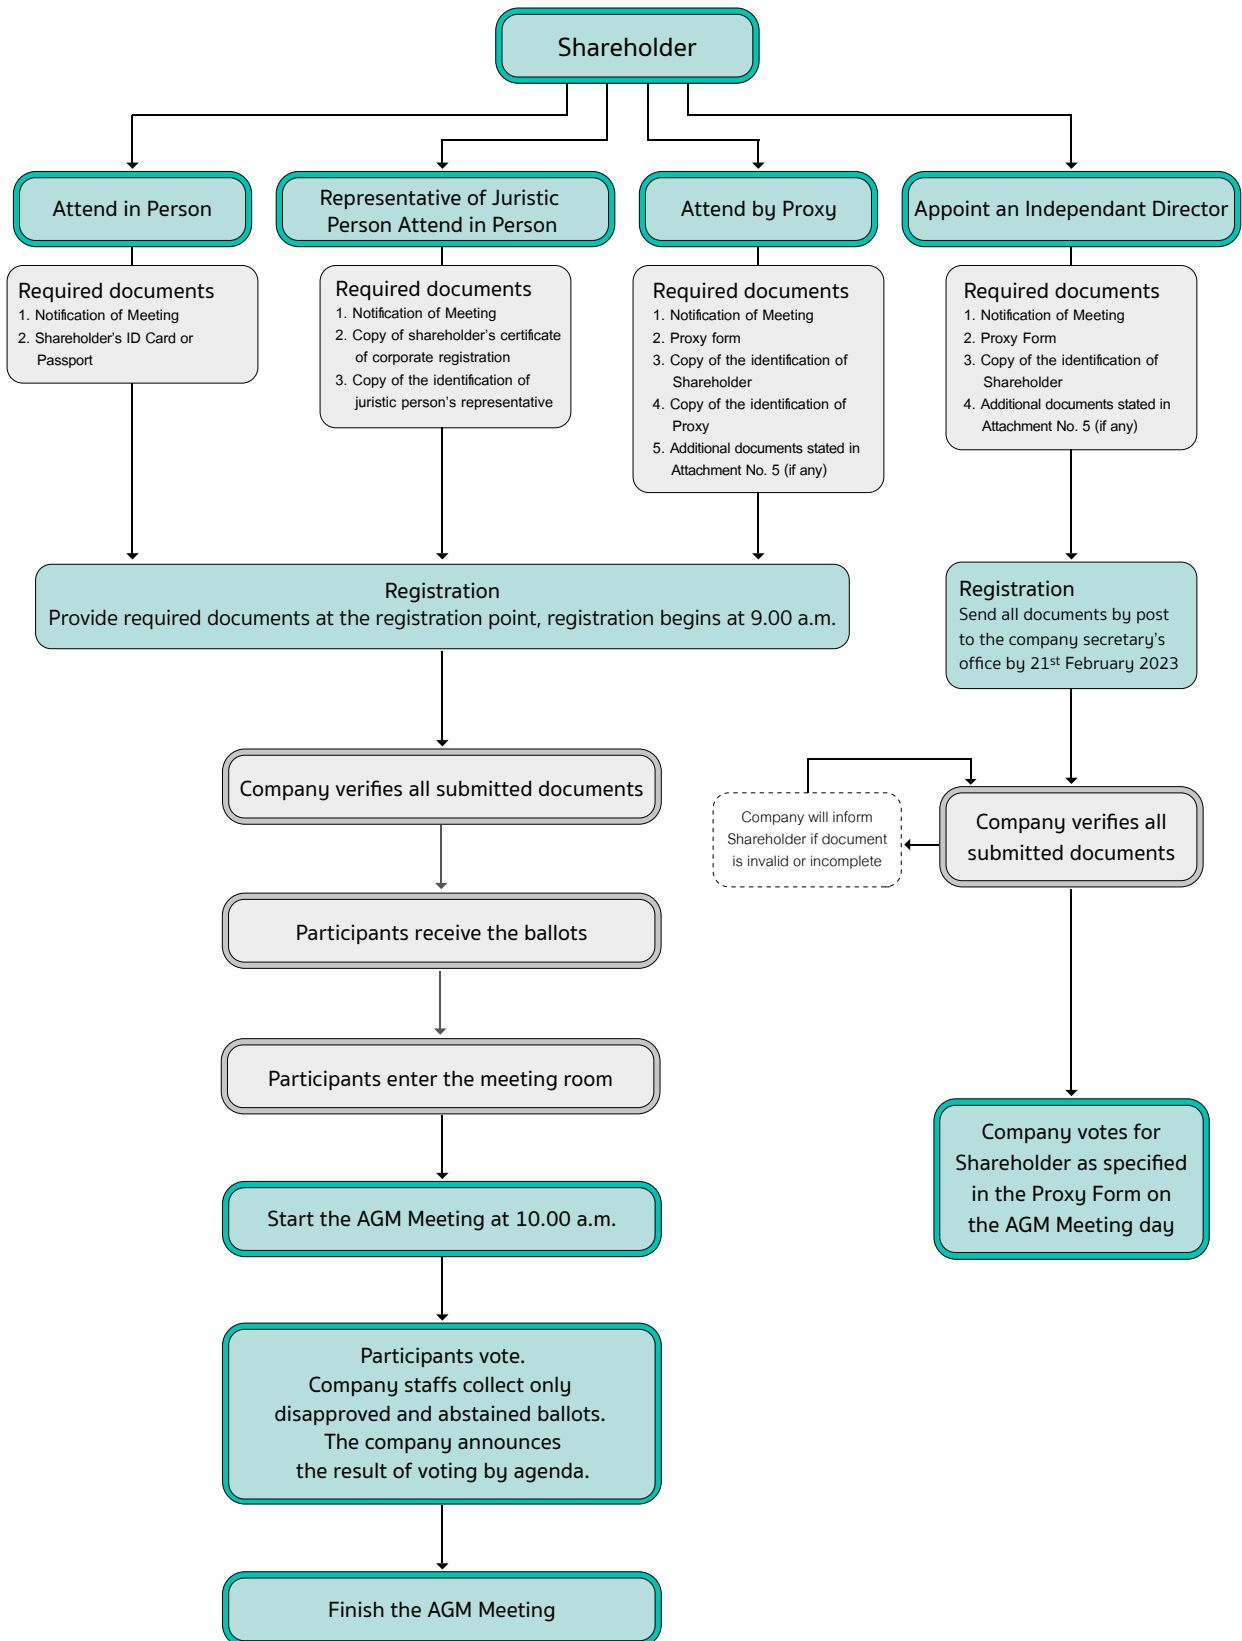 Shareholder
Attend in Person
Representative of Juristic
Person Attend in Person
Attend by Proxy
Appoint an Independant Director
Required documents
1. Notification of Meeting
2. Shareholder's ID Card or
Passport
Required documents
1. Notification of Meeting
2. Copy of shareholder's certificate
of corporate registration
3. Copy of the identification of
juristic person's representative
Required documents
1. Notification of Meeting
2. Proxy form
3. Copy of the identification of
Shareholder
4. Copy of the identification of
Proxy
5. Additional documents stated in
Attachment No. 5 (if any)
Required documents
1. Notification of Meeting
2. Proxy Form
3. Copy of the identification of
Shareholder
4. Additional documents stated in
Attachment No. 5 (if any)
Registration
Provide required documents at the registration point, registration begins at 9.00 a.m.
Registration
Send all documents by post
to the company secretary's
office by 21st February 2023
Company verifies all submitted documents
Company will inform
Shareholder if document
is invalid or incomplete
Company verifies all
submitted documents
Participants receive the ballots
Participants enter the meeting room
Company votes for
Shareholder as specified
in the Proxy Form on
the AGM Meeting day
Start the AGM Meeting at 10.00 a.m.
Participants vote.
Company staffs collect only
disapproved and abstained ballots.
The company announces
the result of voting by agenda.
Finish the AGM Meeting